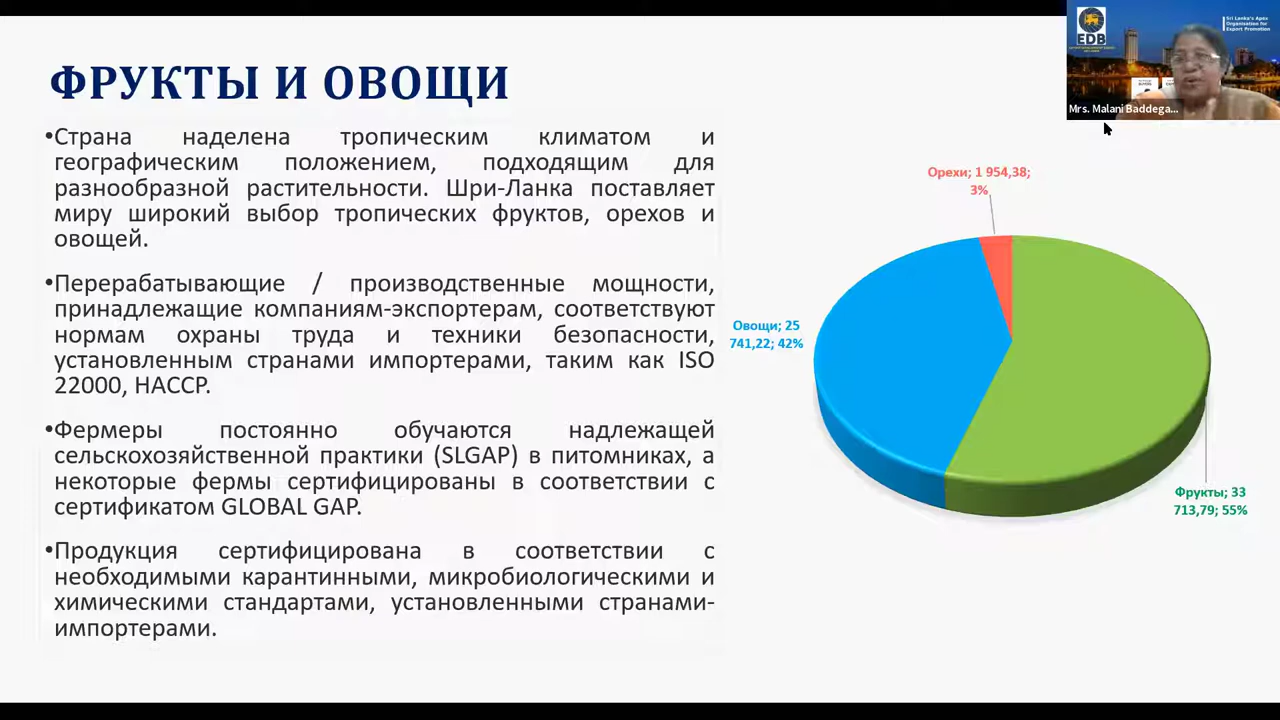 ФРУКТЫ И ОВОЩИ
•Страна наделена тропическим климатом и
географическим положением, подходящим для
разнообразной растительности. Шри-Ланка поставляет
миру широкий выбор тропических фруктов, орехов и
овощей.
•Перерабатывающие / производственные мощности,
принадлежащие компаниям-экспортерам, соответствуют
нормам охраны труда и техники безопасности,
установленным странами импортерами, таким как ISO
22000, HACCP.
•Фермеры постоянно обучаются надлежащей
сельскохозяйственной практики (SLGAP) в питомниках, а
некоторые фермы сертифицированы в соответствии с
сертификатом GLOBAL GAP.
•Продукция сертифицирована в соответствии с
необходимыми карантинными, микробиологическими и
химическими стандартами, установленными странами-
импортерами.
Орехи; 1 954,38;
3%
Овощи; 25
741,22; 42%
Фрукты; 33
713,79; 55%
EDB
Sri Lanka's Apex
Organisation for
Export Promotion
Mrs. Malani Baddega...